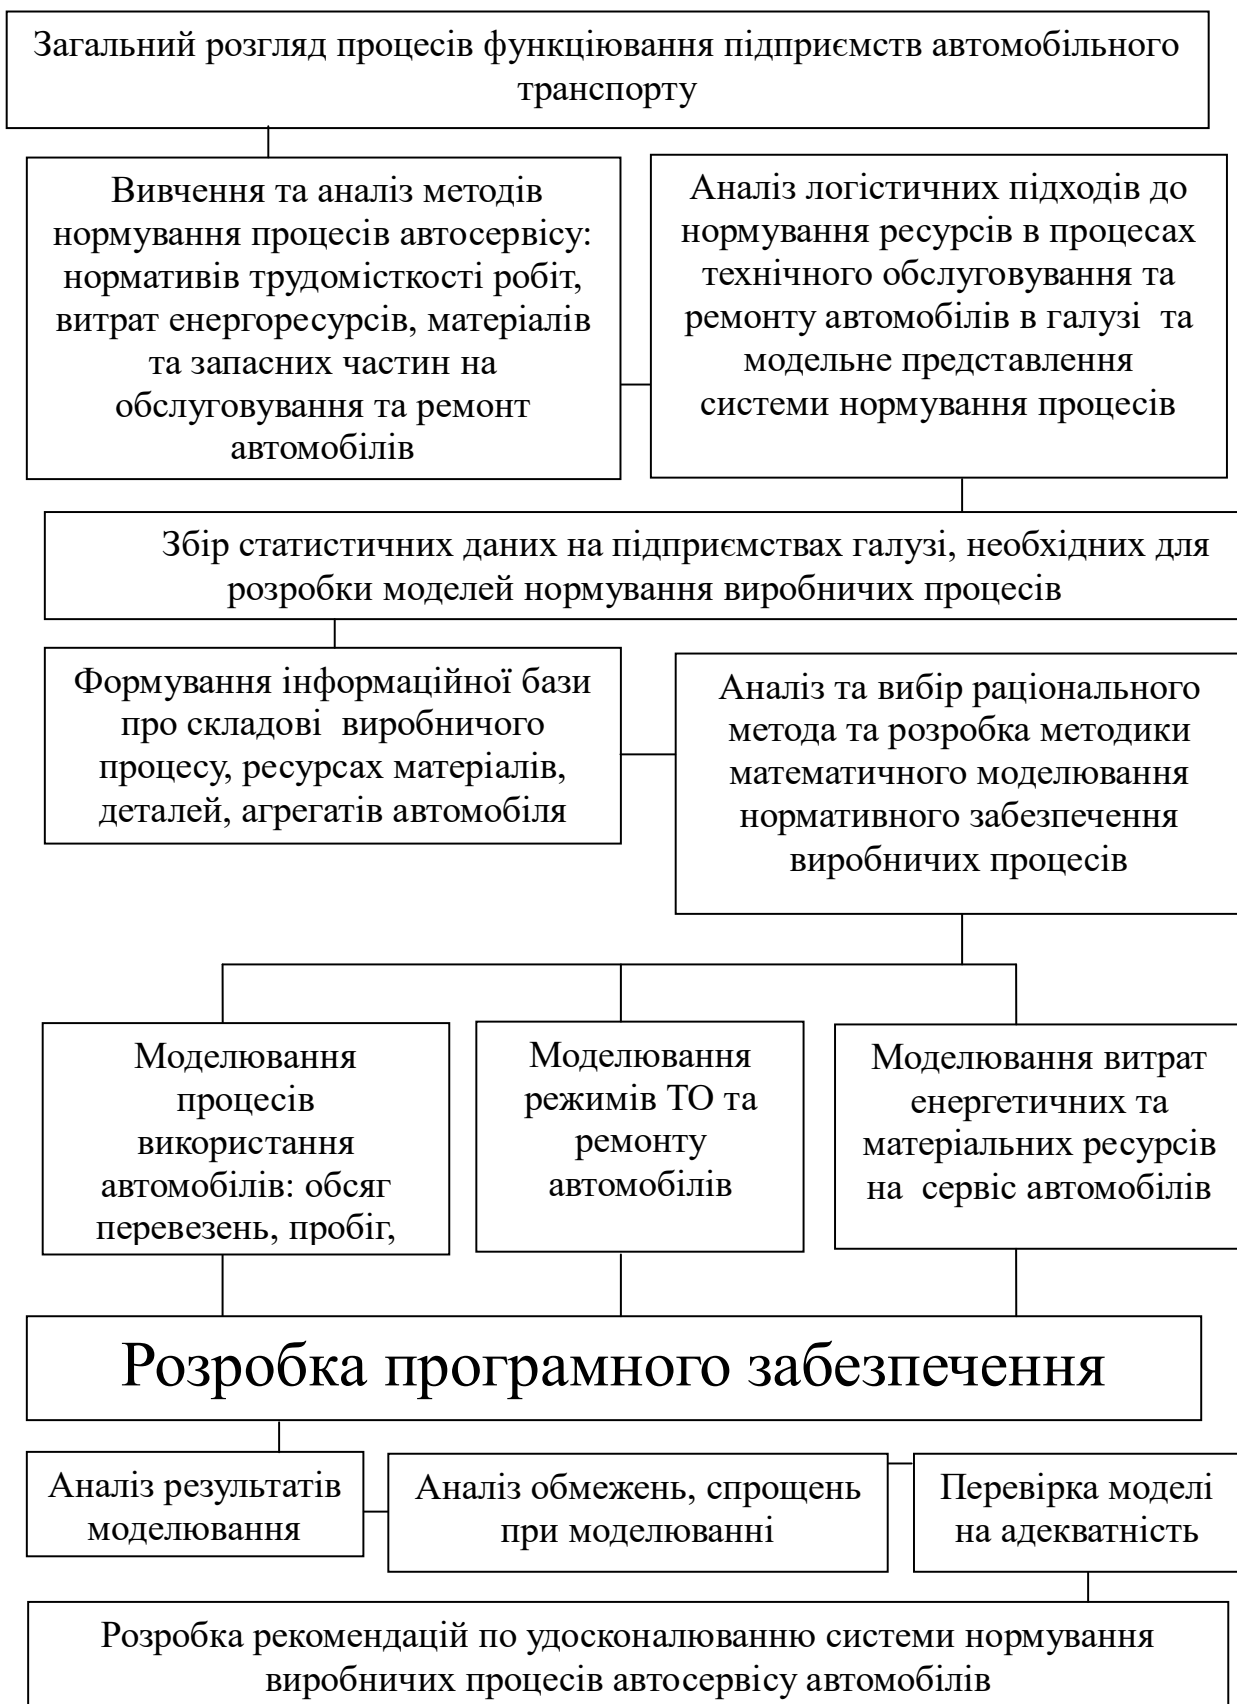 Загальний розгляд процесів функціювання підприємств автомобільного
транспорту
Вивчення та аналіз методів
нормування процесів автосервісу:
нормативів трудомісткості робіт,
витрат енергоресурсів, матеріалів
та запасних частин на
обслуговування та ремонт
автомобілів
Аналіз логістичних підходів до
нормування ресурсів в процесах
технічного обслуговування та
ремонту автомобілів в галузі та
модельне представлення
системи нормування процесів
Збір статистичних даних на підприємствах галузі, необхідних для
розробки моделей нормування виробничих процесів
Формування інформаційної бази
про складові виробничого
процесу, ресурсах матеріалів,
деталей, агрегатів автомобіля
Аналіз та вибір раціонального
метода та розробка методики
математичного моделювання
нормативного забезпечення
виробничих процесів
Моделювання
процесів
використання
автомобілів: обсяг
перевезень, пробіг,
Моделювання
режимів ТО та
ремонту
автомобілів
Моделювання витрат
енергетичних та
матеріальних ресурсів
на сервіс автомобілів
Розробка програмного забезпечення
Аналіз результатів
моделювання
Аналіз обмежень, спрощень
при моделюванні
Перевірка моделі
на адекватність
Розробка рекомендацій по удосконалюванню системи нормування
виробничих процесів автосервісу автомобілів